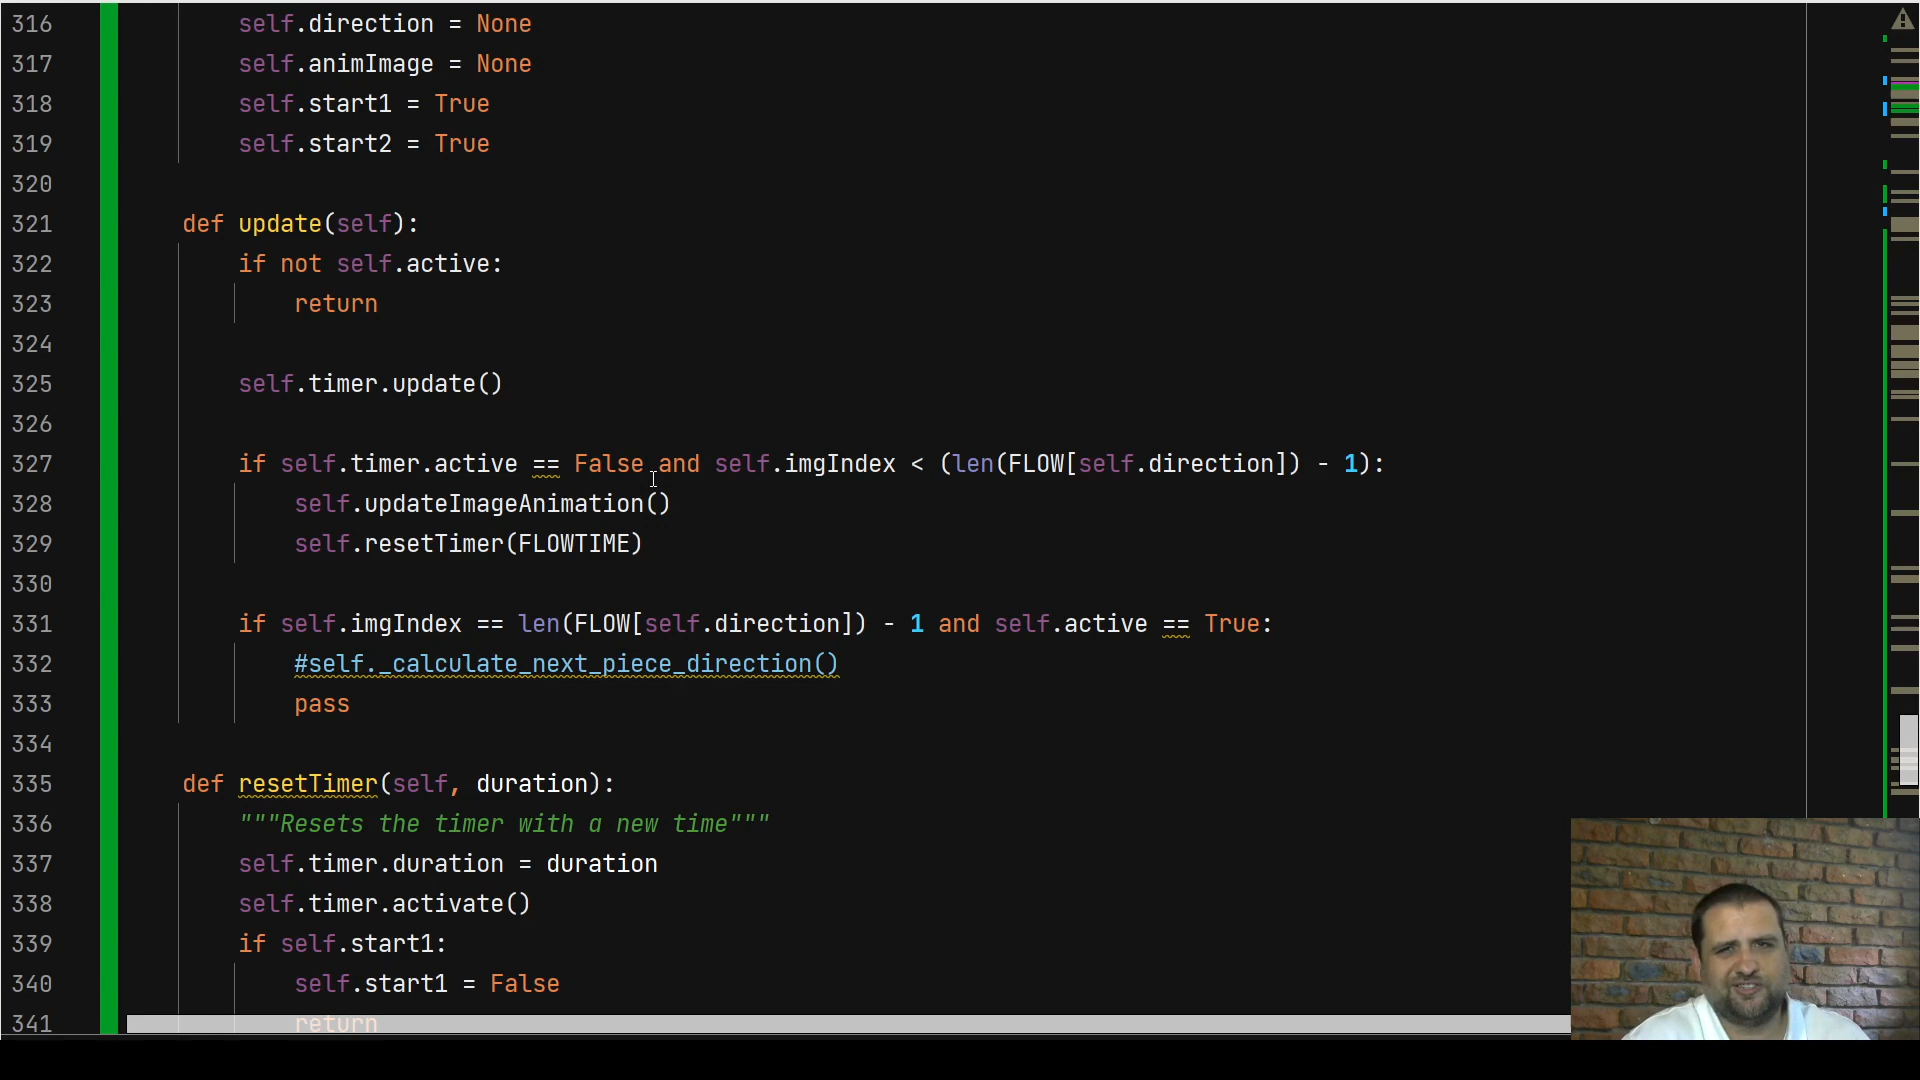 316 self.direction = None
317 self.animImage = None
318 self.start1 = True
319 self.start2 = True
320
321 def update(self):
322 if not self.active:
323 return
324
325 self.timer.update()
326
327 if self.timer.active == False and self.imgIndex < (len(FLOW[self.direction]) - 1):
328 self.updateImageAnimation()
329 self.resetTimer(FLOWTIME)
330
331 if self.imgIndex == len(FLOW[self.direction]) - 1 and self.active == True:
332 #self._calculate_next_piece_direction()
333 pass
334
335 def resetTimer(self, duration):
336 """Resets the timer with a new time"""
337 self.timer.duration = duration
338 self.timer.activate()
339 if self.start1:
340 self.start1 = False
341 return